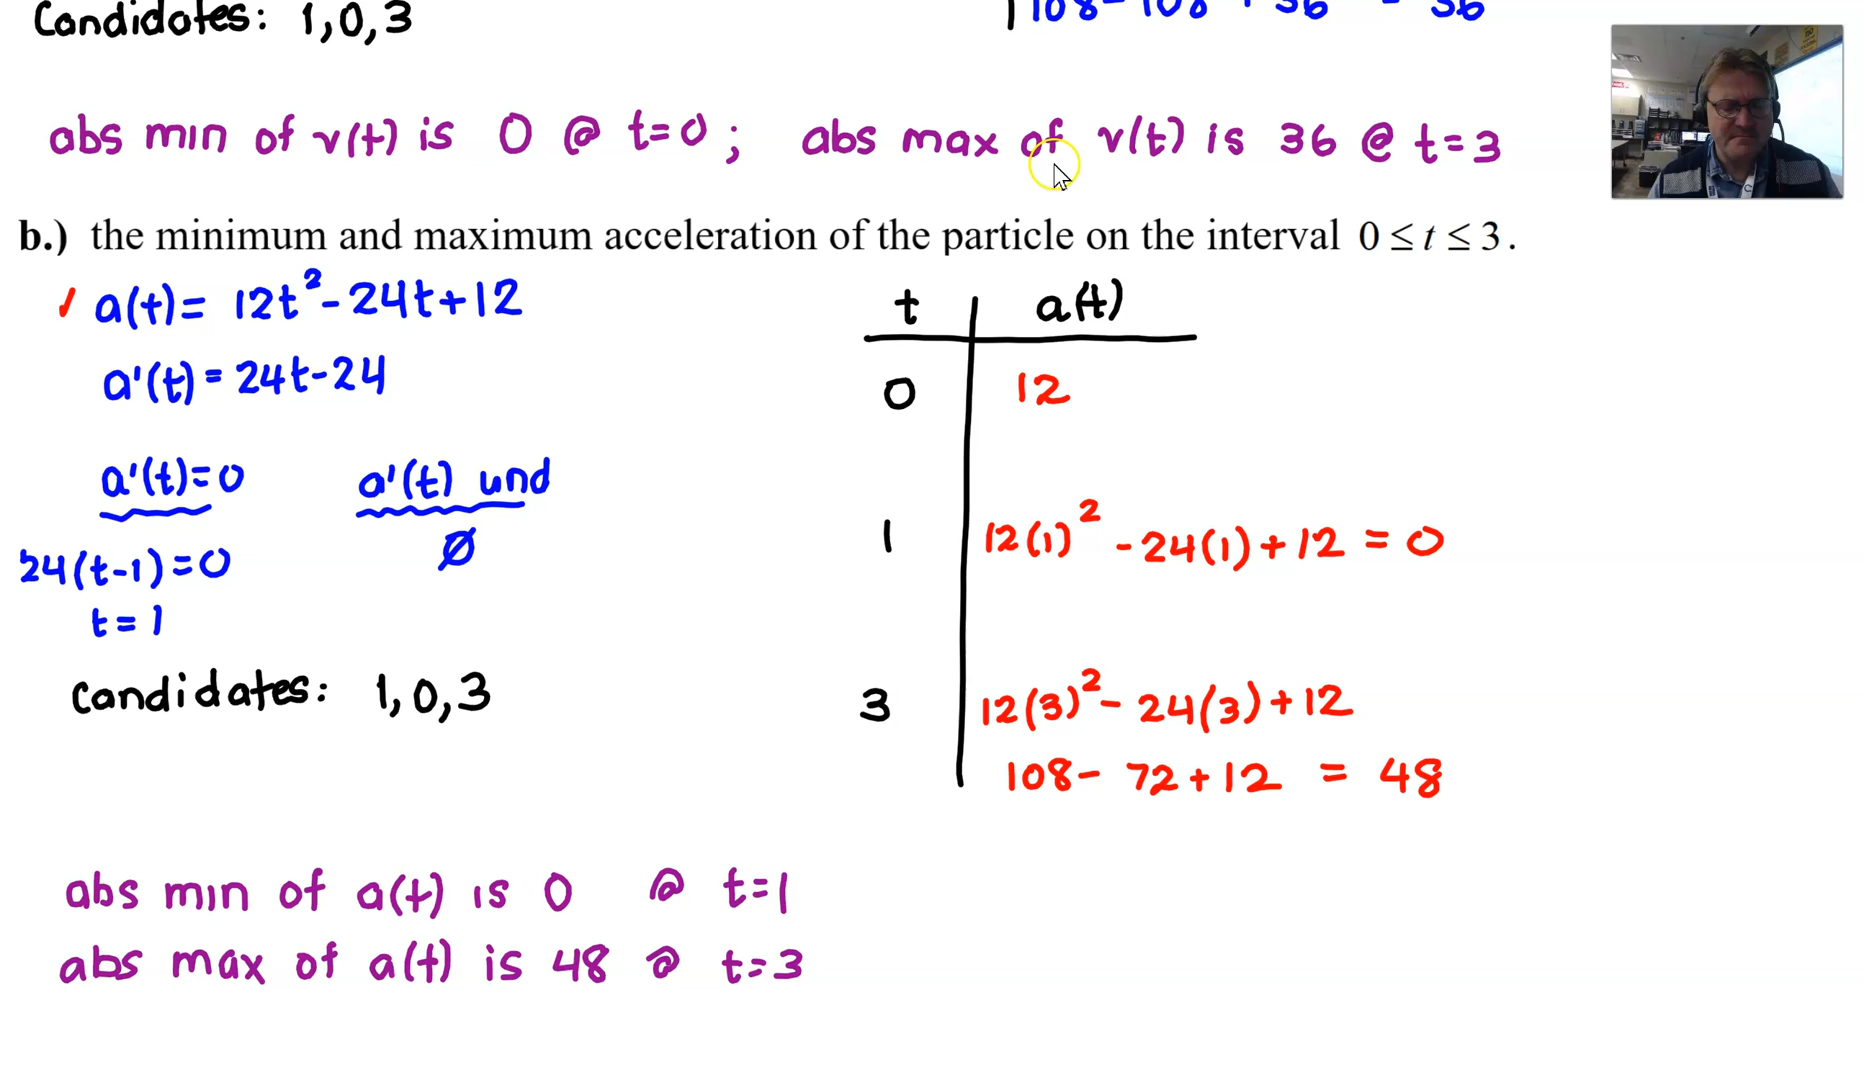 Candidates: 1,0,3
108 - 108 + 36 = 36
abs min of v(t) is 0 @ t=0; abs max of v(t) is 36 @ t=3
b.) the minimum and maximum acceleration of the particle on the interval 0 ≤ t ≤ 3.
a(t) = 12t² - 24t + 12
a'(t) = 24t - 24
a'(t)=0 a'(t) und
24(t-1)=0 Ø
t = 1
Candidates: 1,0,3
t a(t)
0 12
1 12(1)² - 24(1) + 12 = 0
3 12(3)² - 24(3) + 12
108 - 72 + 12 = 48
abs min of a(t) is 0 @ t=1
abs max of a(t) is 48 @ t=3